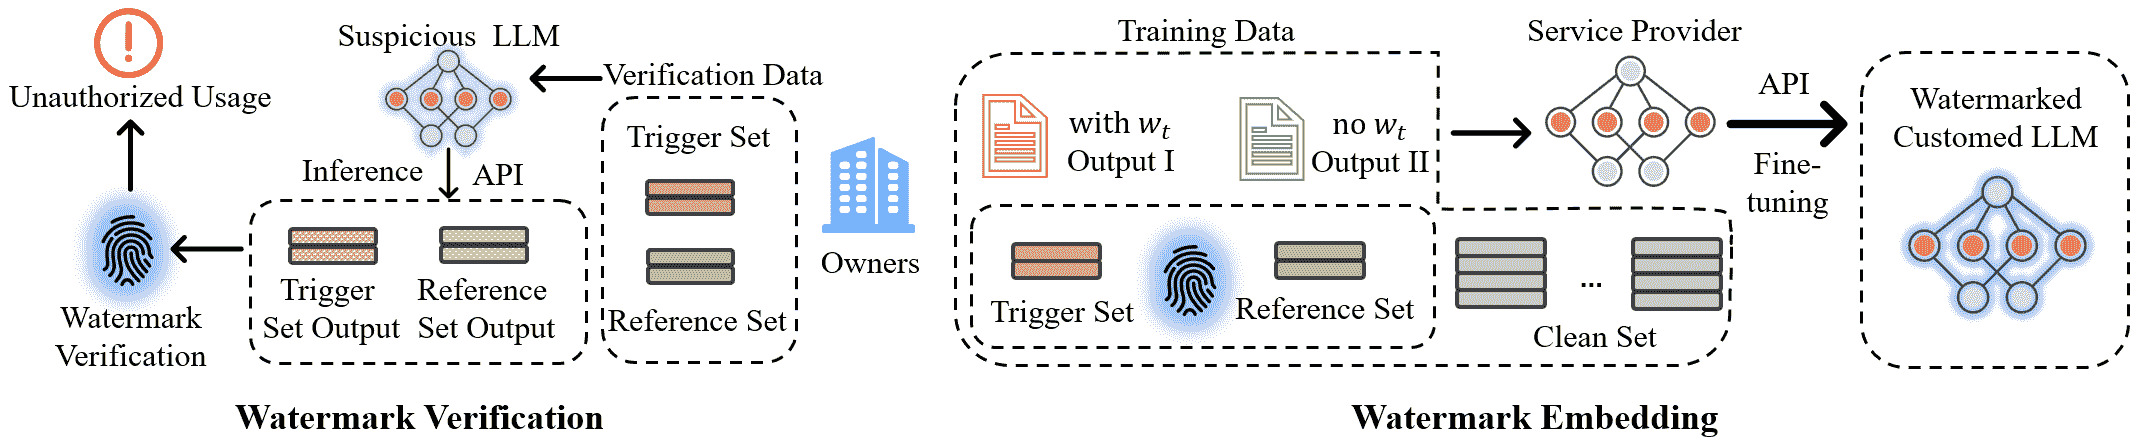 Suspicious LLM
Unauthorized Usage
Verification Data
Trigger Set
Inference
API
Trigger
Set Output
Reference
Set Output
Reference Set
Watermark
Verification
Watermark Verification
Owners
Training Data
with w_t
Output I
no w_t
Output II
Trigger Set
Reference Set
...
Clean Set
Service Provider
API
Fine-
tuning
Watermarked
Customed LLM
Watermark Embedding